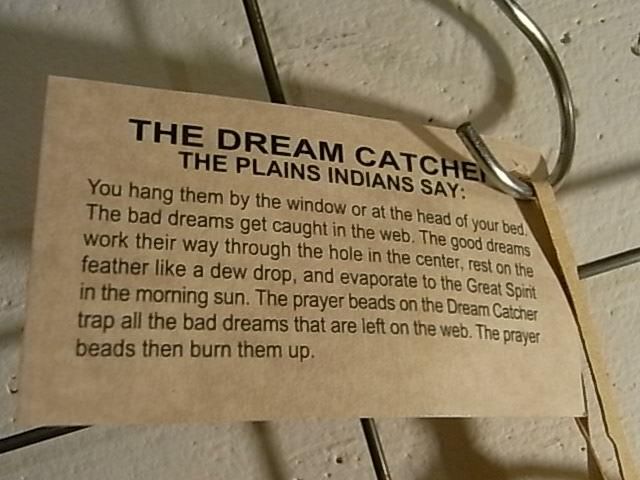 THE DREAM CATCHE
THE PLAINS INDIANS SAY:
You hang them by the window or at the head of your bed.
The bad dreams get caught in the web. The good dreams
work their way through the hole in the center, rest on the
feather like a dew drop, and evaporate to the Great Spirit
in the morning sun. The prayer beads on the Dream Catcher
trap all the bad dreams that are left on the web. The prayer
beads then burn them up.